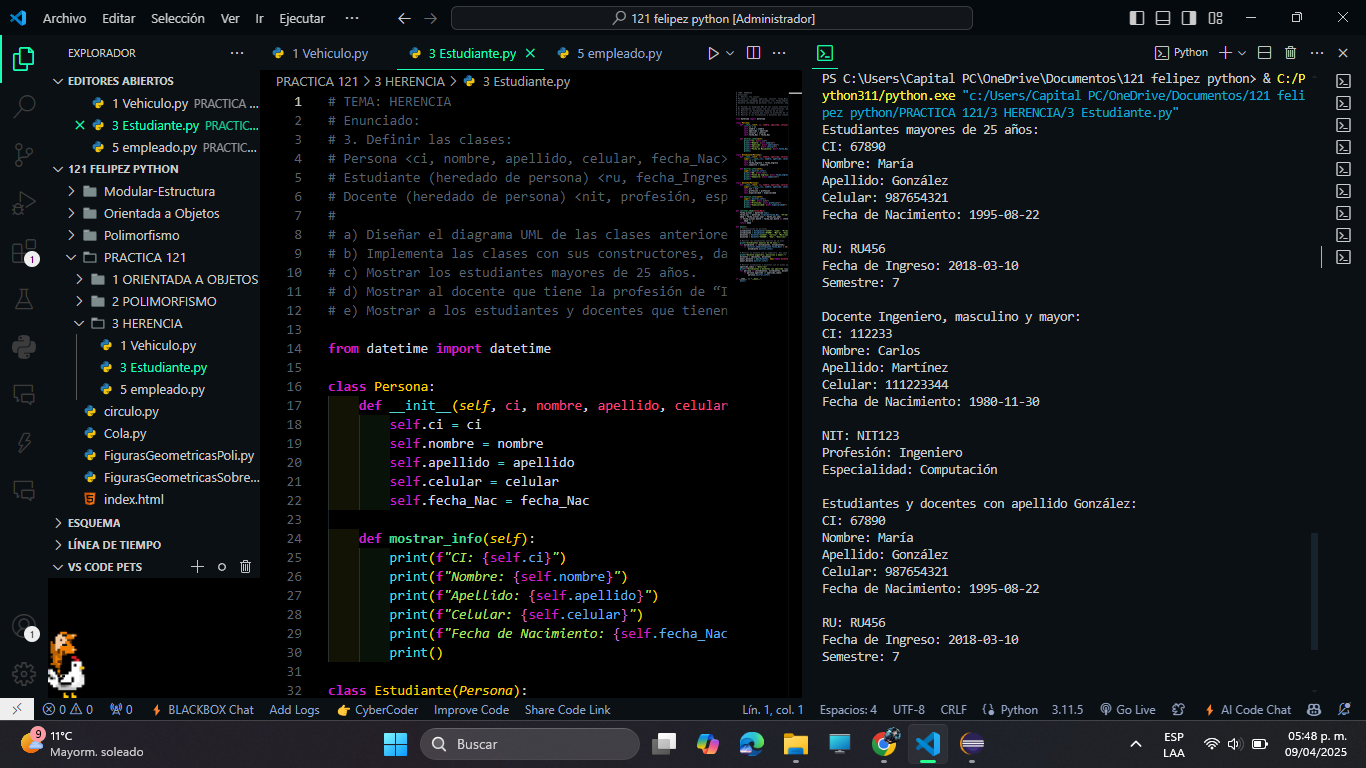 Archivo Editar Selección Ver Ir Ejecutar ··· 121 felipez python [Administrador]
EXPLORADOR ···
EDITORES ABIERTOS
1 Vehiculo.py PRACTICA ...
3 Estudiante.py PRACTIC...
5 empleado.py PRACTIC...
121 FELIPEZ PYTHON
Modular-Estructura
Orientada a Objetos
Polimorfismo
PRACTICA 121
1 ORIENTADA A OBJETOS
2 POLIMORFISMO
3 HERENCIA
1 Vehiculo.py
3 Estudiante.py
5 empleado.py
circulo.py
Cola.py
FigurasGeometricasPoli.py
FigurasGeometricasSobre...
index.html
ESQUEMA
LÍNEA DE TIEMPO
VS CODE PETS
1
1
1 Vehiculo.py 3 Estudiante.py 5 empleado.py ···
PRACTICA 121 > 3 HERENCIA > 3 Estudiante.py
1 # TEMA: HERENCIA
2 # Enunciado:
3 # 3. Definir las clases:
4 # Persona <ci, nombre, apellido, celular, fecha_Nac>
5 # Estudiante (heredado de persona) <ru, fecha_Ingres
6 # Docente (heredado de persona) <nit, profesión, esp
7 #
8 # a) Diseñar el diagrama UML de las clases anteriore
9 # b) Implementa las clases con sus constructores, da
10 # c) Mostrar los estudiantes mayores de 25 años.
11 # d) Mostrar al docente que tiene la profesión de “I
12 # e) Mostrar a los estudiantes y docentes que tienen
13
14 from datetime import datetime
15
16 class Persona:
17 def __init__(self, ci, nombre, apellido, celular
18 self.ci = ci
19 self.nombre = nombre
20 self.apellido = apellido
21 self.celular = celular
22 self.fecha_Nac = fecha_Nac
23
24 def mostrar_info(self):
25 print(f"CI: {self.ci}")
26 print(f"Nombre: {self.nombre}")
27 print(f"Apellido: {self.apellido}")
28 print(f"Celular: {self.celular}")
29 print(f"Fecha de Nacimiento: {self.fecha_Nac
30 print()
31
32 class Estudiante(Persona):
Python ···
PS C:\Users\Capital PC\OneDrive\Documentos\121 felipez python> & C:/P
ython311/python.exe "c:/Users/Capital PC/OneDrive/Documentos/121 feli
pez python/PRACTICA 121/3 HERENCIA/3 Estudiante.py"
Estudiantes mayores de 25 años:
CI: 67890
Nombre: María
Apellido: González
Celular: 987654321
Fecha de Nacimiento: 1995-08-22
RU: RU456
Fecha de Ingreso: 2018-03-10
Semestre: 7
Docente Ingeniero, masculino y mayor:
CI: 112233
Nombre: Carlos
Apellido: Martínez
Celular: 111223344
Fecha de Nacimiento: 1980-11-30
NIT: NIT123
Profesión: Ingeniero
Especialidad: Computación
Estudiantes y docentes con apellido González:
CI: 67890
Nombre: María
Apellido: González
Celular: 987654321
Fecha de Nacimiento: 1995-08-22
RU: RU456
Fecha de Ingreso: 2018-03-10
Semestre: 7
0 0 0 BLACKBOX Chat Add Logs CyberCoder Improve Code Share Code Link Lín. 1, col. 1 Espacios: 4 UTF-8 CRLF Python 3.11.5 Go Live AI Code Chat
9 11°C
Mayorm. soleado
Buscar
ESP
LAA
05:48 p. m.
09/04/2025